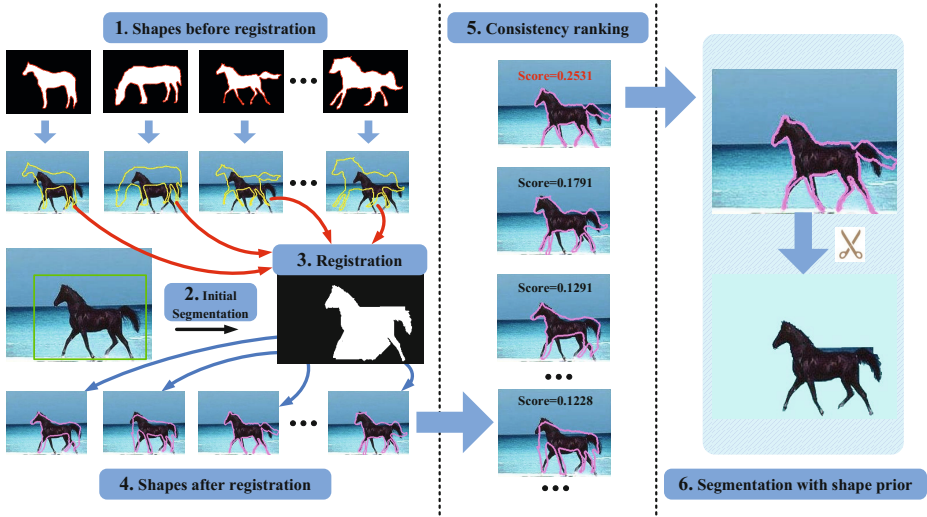 1. Shapes before registration
5. Consistency ranking
Score=0.2531
Score=0.1791
3. Registration
2. Initial
Segmentation
Score=0.1291
Score=0.1228
4. Shapes after registration
6. Segmentation with shape prior